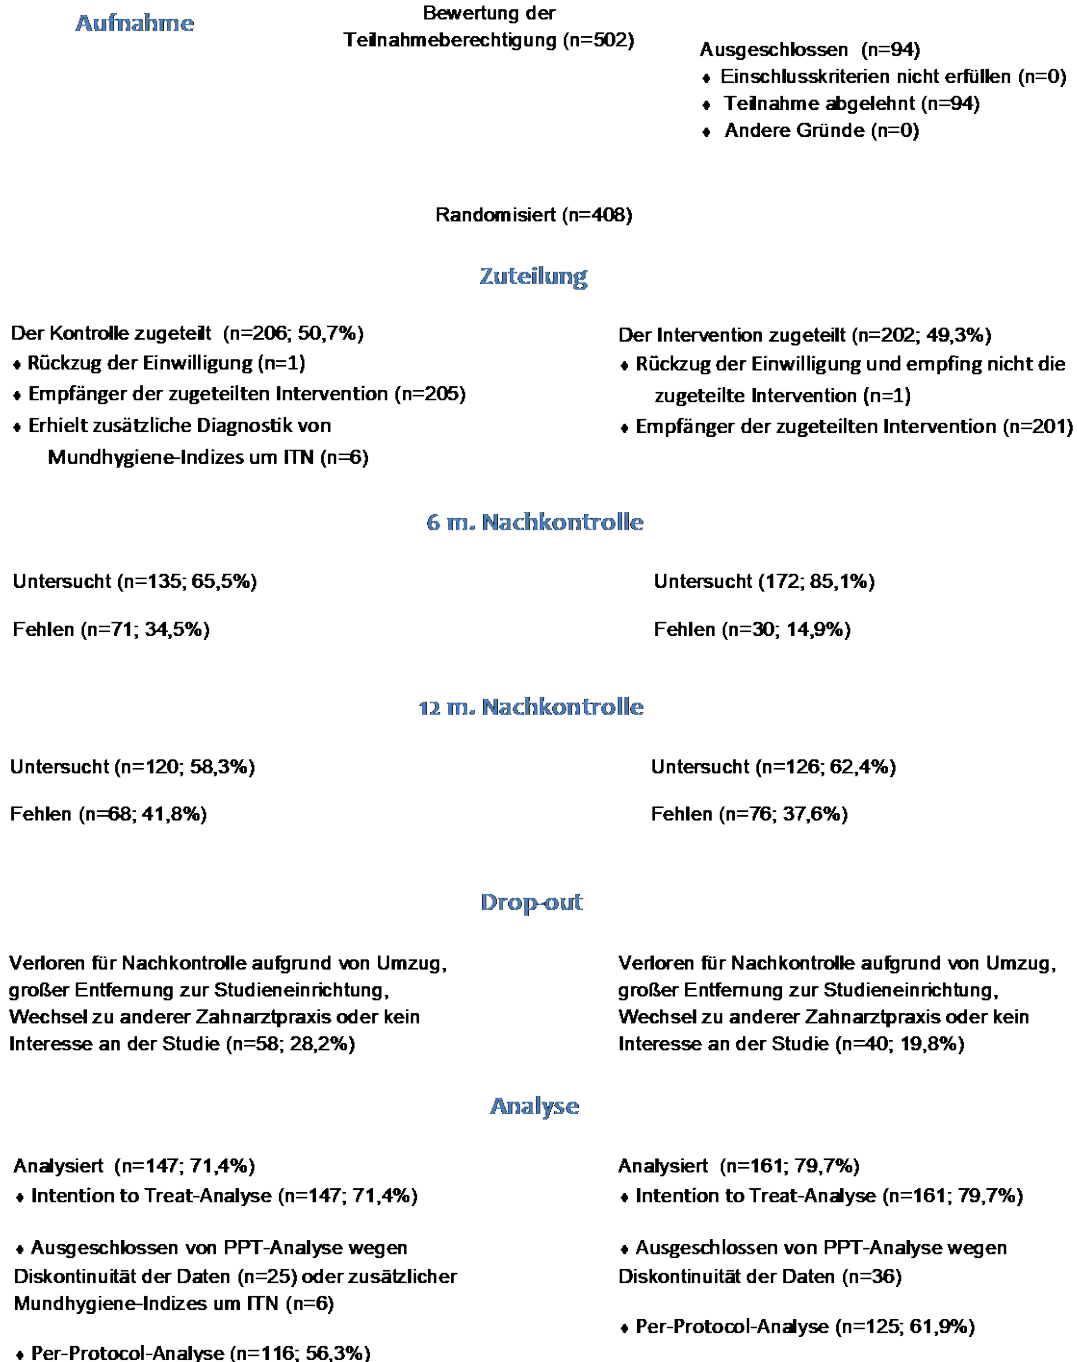 Aufnahme
Bewertung der
Teilnahmeberechtigung (n=502)
Ausgeschlossen (n=94)
♦ Einschlusskriterien nicht erfüllen (n=0)
♦ Teilnahme abgelehnt (n=94)
♦ Andere Gründe (n=0)
Randomisiert (n=408)
Zuteilung
Der Kontrolle zugeteilt (n=206; 50,7%)
♦ Rückzug der Einwilligung (n=1)
♦ Empfänger der zugeteilten Intervention (n=205)
♦ Erhielt zusätzliche Diagnostik von
Mundhygiene-Indizes um ITN (n=6)
Der Intervention zugeteilt (n=202; 49,3%)
♦ Rückzug der Einwilligung und empfing nicht die
zugeteilte Intervention (n=1)
♦ Empfänger der zugeteilten Intervention (n=201)
6 m. Nachkontrolle
Untersucht (n=135; 65,5%)
Fehlen (n=71; 34,5%)
Untersucht (172; 85,1%)
Fehlen (n=30; 14,9%)
12 m. Nachkontrolle
Untersucht (n=120; 58,3%)
Fehlen (n=68; 41,8%)
Untersucht (n=126; 62,4%)
Fehlen (n=76; 37,6%)
Drop-out
Verloren für Nachkontrolle aufgrund von Umzug,
großer Entfernung zur Studieneinrichtung,
Wechsel zu anderer Zahnarztpraxis oder kein
Interesse an der Studie (n=58; 28,2%)
Verloren für Nachkontrolle aufgrund von Umzug,
großer Entfernung zur Studieneinrichtung,
Wechsel zu anderer Zahnarztpraxis oder kein
Interesse an der Studie (n=40; 19,8%)
Analyse
Analysiert (n=147; 71,4%)
♦ Intention to Treat-Analyse (n=147; 71,4%)
♦ Ausgeschlossen von PPT-Analyse wegen
Diskontinuität der Daten (n=25) oder zusätzlicher
Mundhygiene-Indizes um ITN (n=6)
♦ Per-Protocol-Analyse (n=116; 56,3%)
Analysiert (n=161; 79,7%)
♦ Intention to Treat-Analyse (n=161; 79,7%)
♦ Ausgeschlossen von PPT-Analyse wegen
Diskontinuität der Daten (n=36)
♦ Per-Protocol-Analyse (n=125; 61,9%)